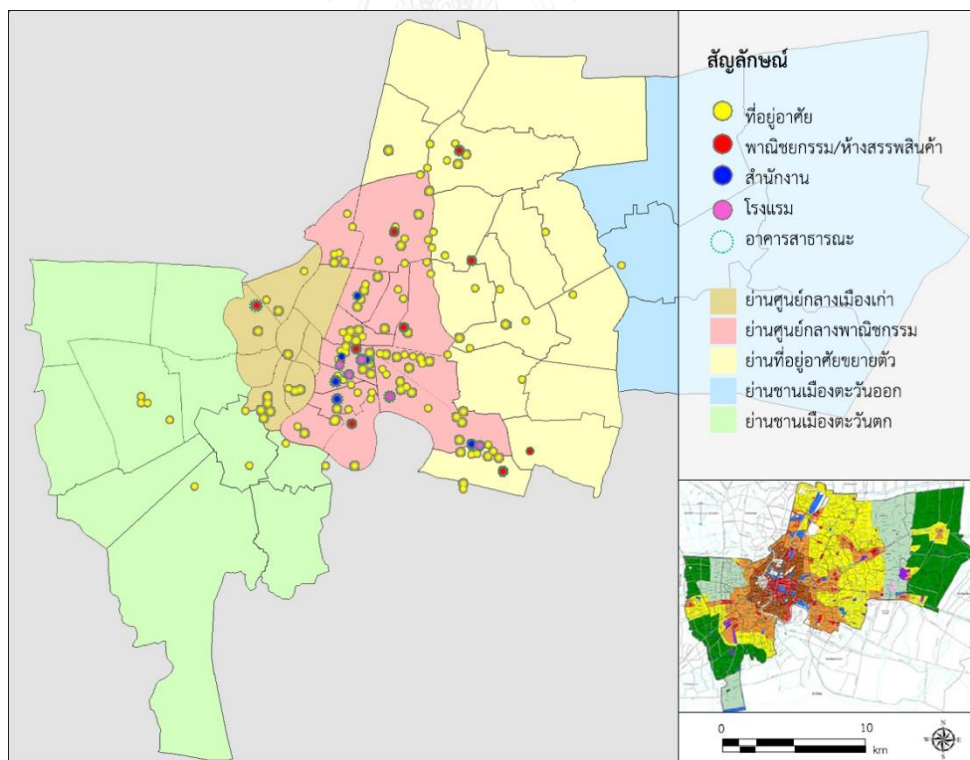 สัญลักษณ์
ที่อยู่อาศัย
พาณิชยกรรม/ห้างสรรพสินค้า
สำนักงาน
โรงแรม
อาคารสาธารณะ
ย่านศูนย์กลางเมืองเก่า
ย่านศูนย์กลางพาณิชกรรม
ย่านที่อยู่อาศัยขยายตัว
ย่านชานเมืองตะวันออก
ย่านชานเมืองตะวันตก
0 10
km
N
W E
S